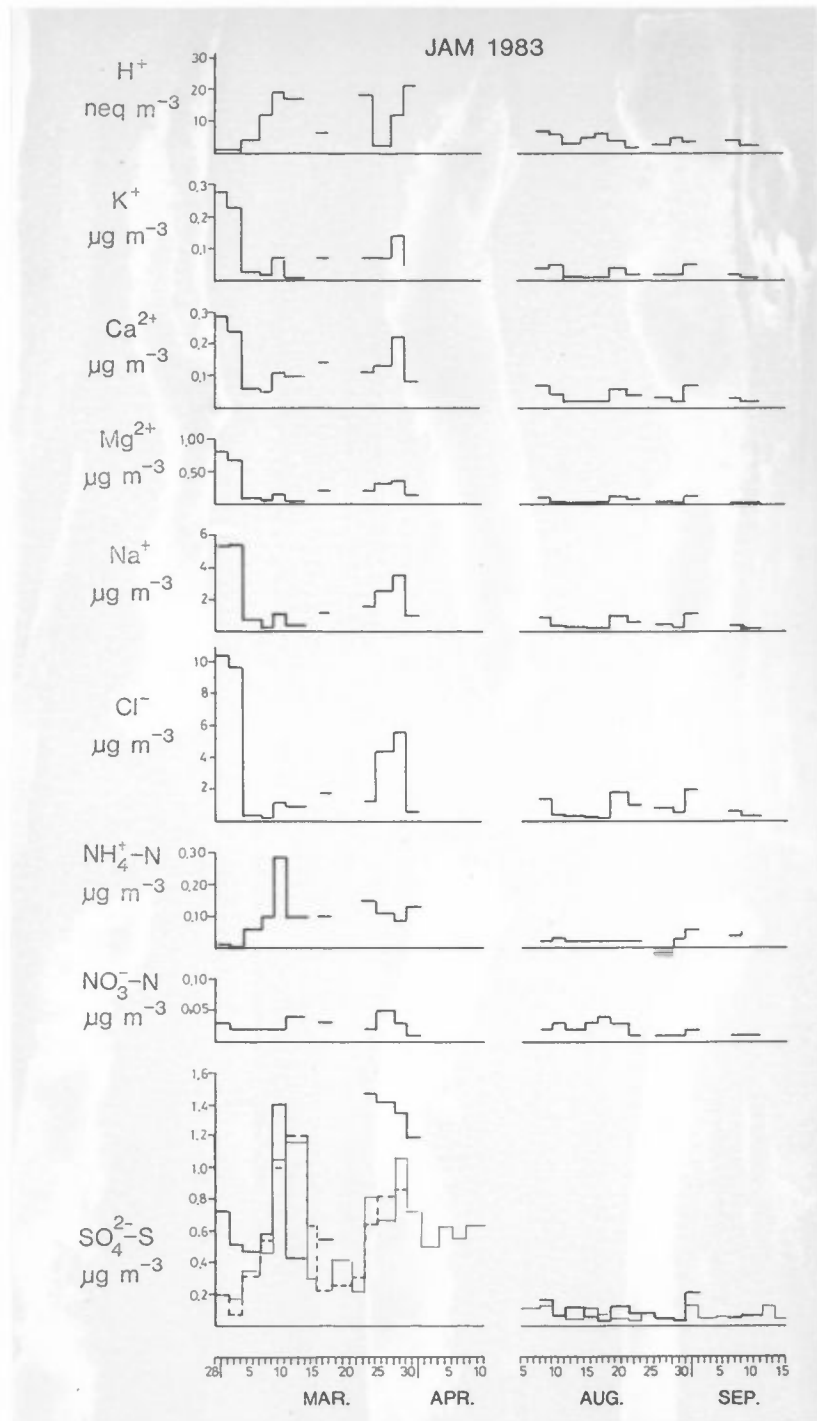 JAM 1983
H⁺
neq m⁻³
30
20
10
K⁺
µg m⁻³
0,3
0,2
0,1
Ca²⁺
µg m⁻³
0,3
0,2
0,1
Mg²⁺
µg m⁻³
1,00
0,50
Na⁺
µg m⁻³
6
4
2
Cl⁻
µg m⁻³
10
8
6
4
2
NH₄⁺–N
µg m⁻³
0,30
0,20
0,10
NO₃⁻–N
µg m⁻³
0,10
0,05
SO₄²⁻–S
µg m⁻³
1,6
1,4
1,2
1,0
0,8
0,6
0,4
0,2
28 5 10 15 20 25 30 5 10 5 10 15 20 25 30 5 10 15
MAR. APR. AUG. SEP.